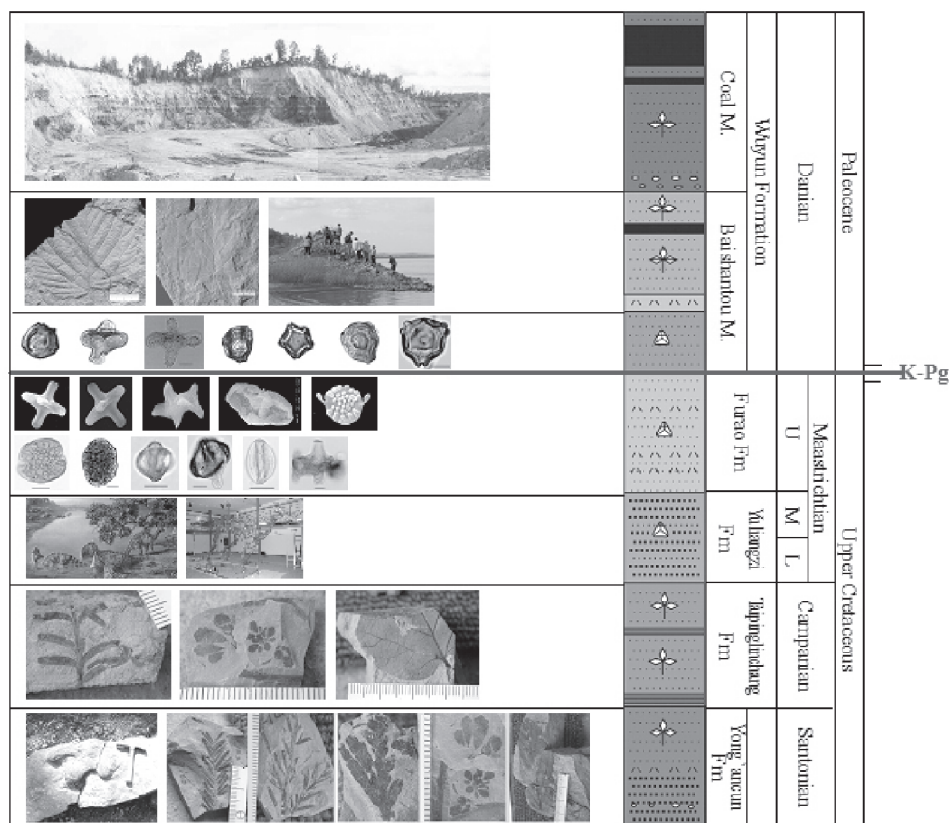 Coal M.
Wuyun Formation
Danian
Paleocene
Baishantou M.
K-Pg
Furao Fm
U
Maastrichtian
Upper Cretaceous
Yuliangzi
Fm
M
L
Taipinglinchang
Fm
Campanian
Yong'ancun
Fm
Santonian